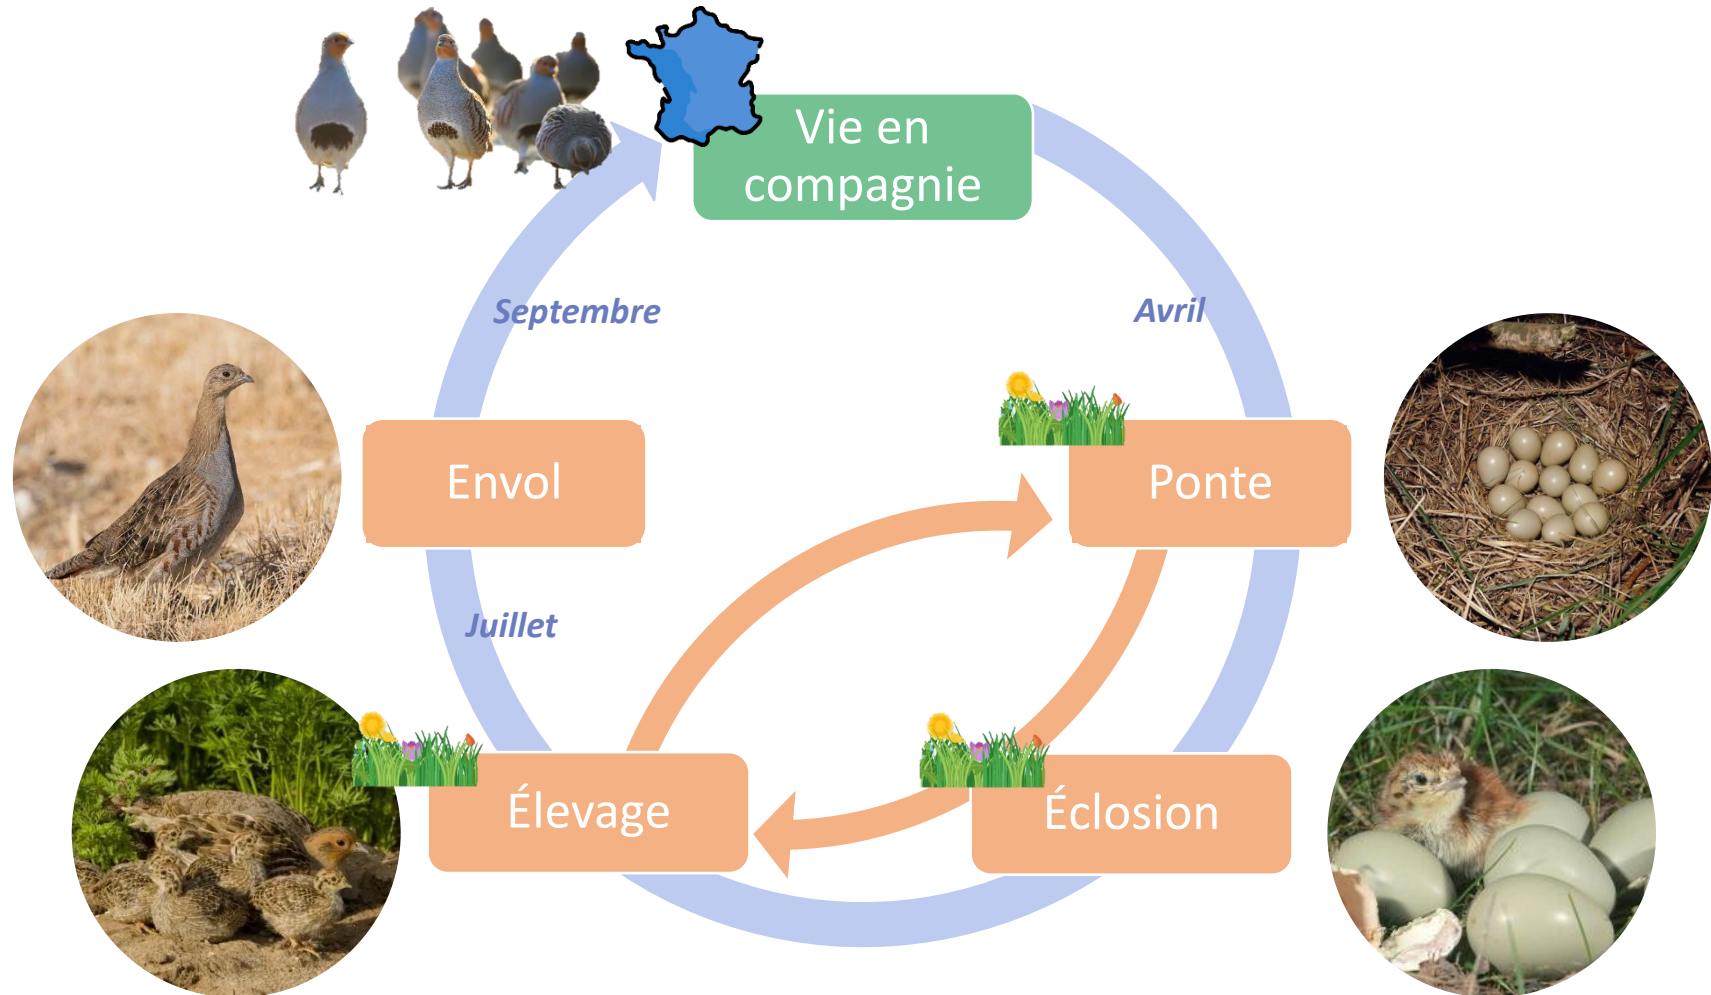 Vie en
compagnie
Septembre
Avril
Envol
Ponte
Juillet
Élevage
Éclosion